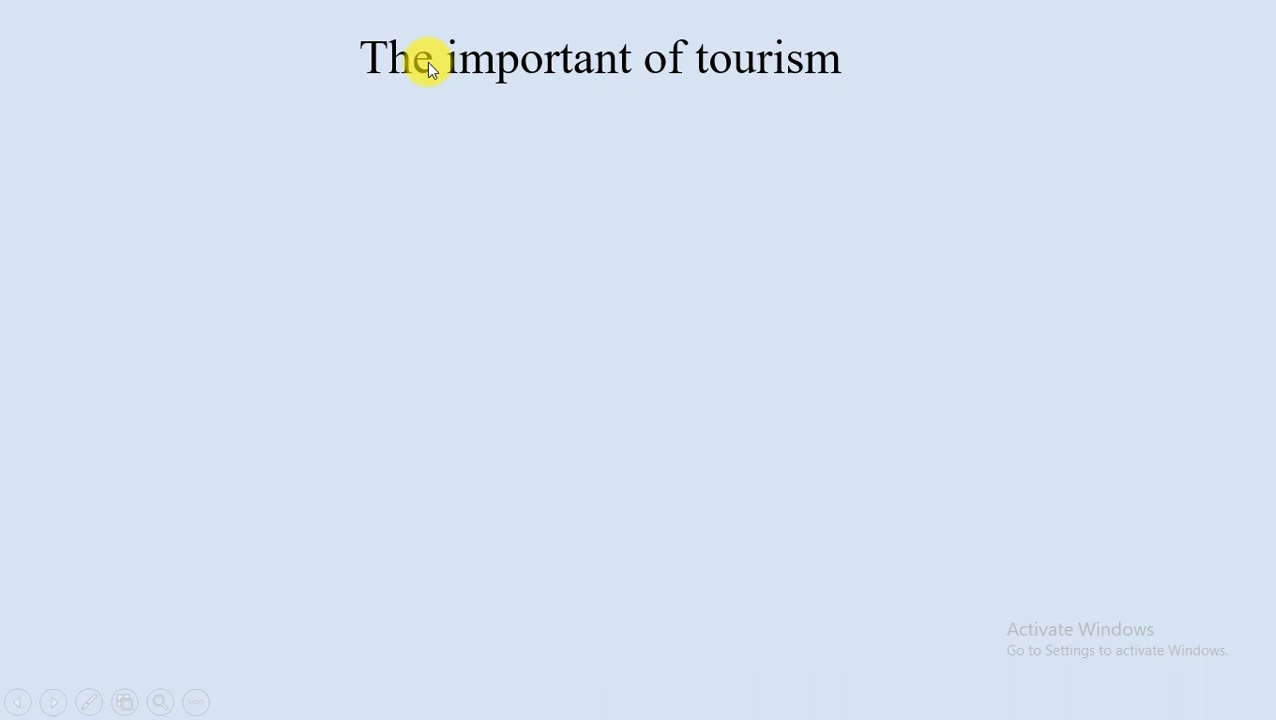 The important of tourism
Activate Windows
Go to Settings to activate Windows.